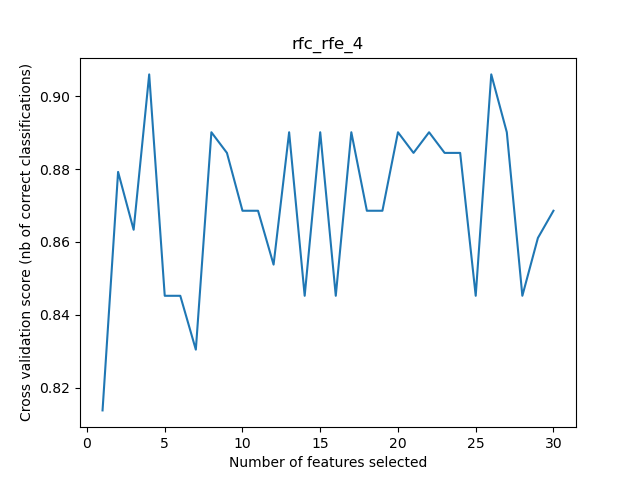 rfc_rfe_4
Cross validation score (nb of correct classifications)
0.90
0.88
0.86
0.84
0.82
0 5 10 15 20 25 30
Number of features selected